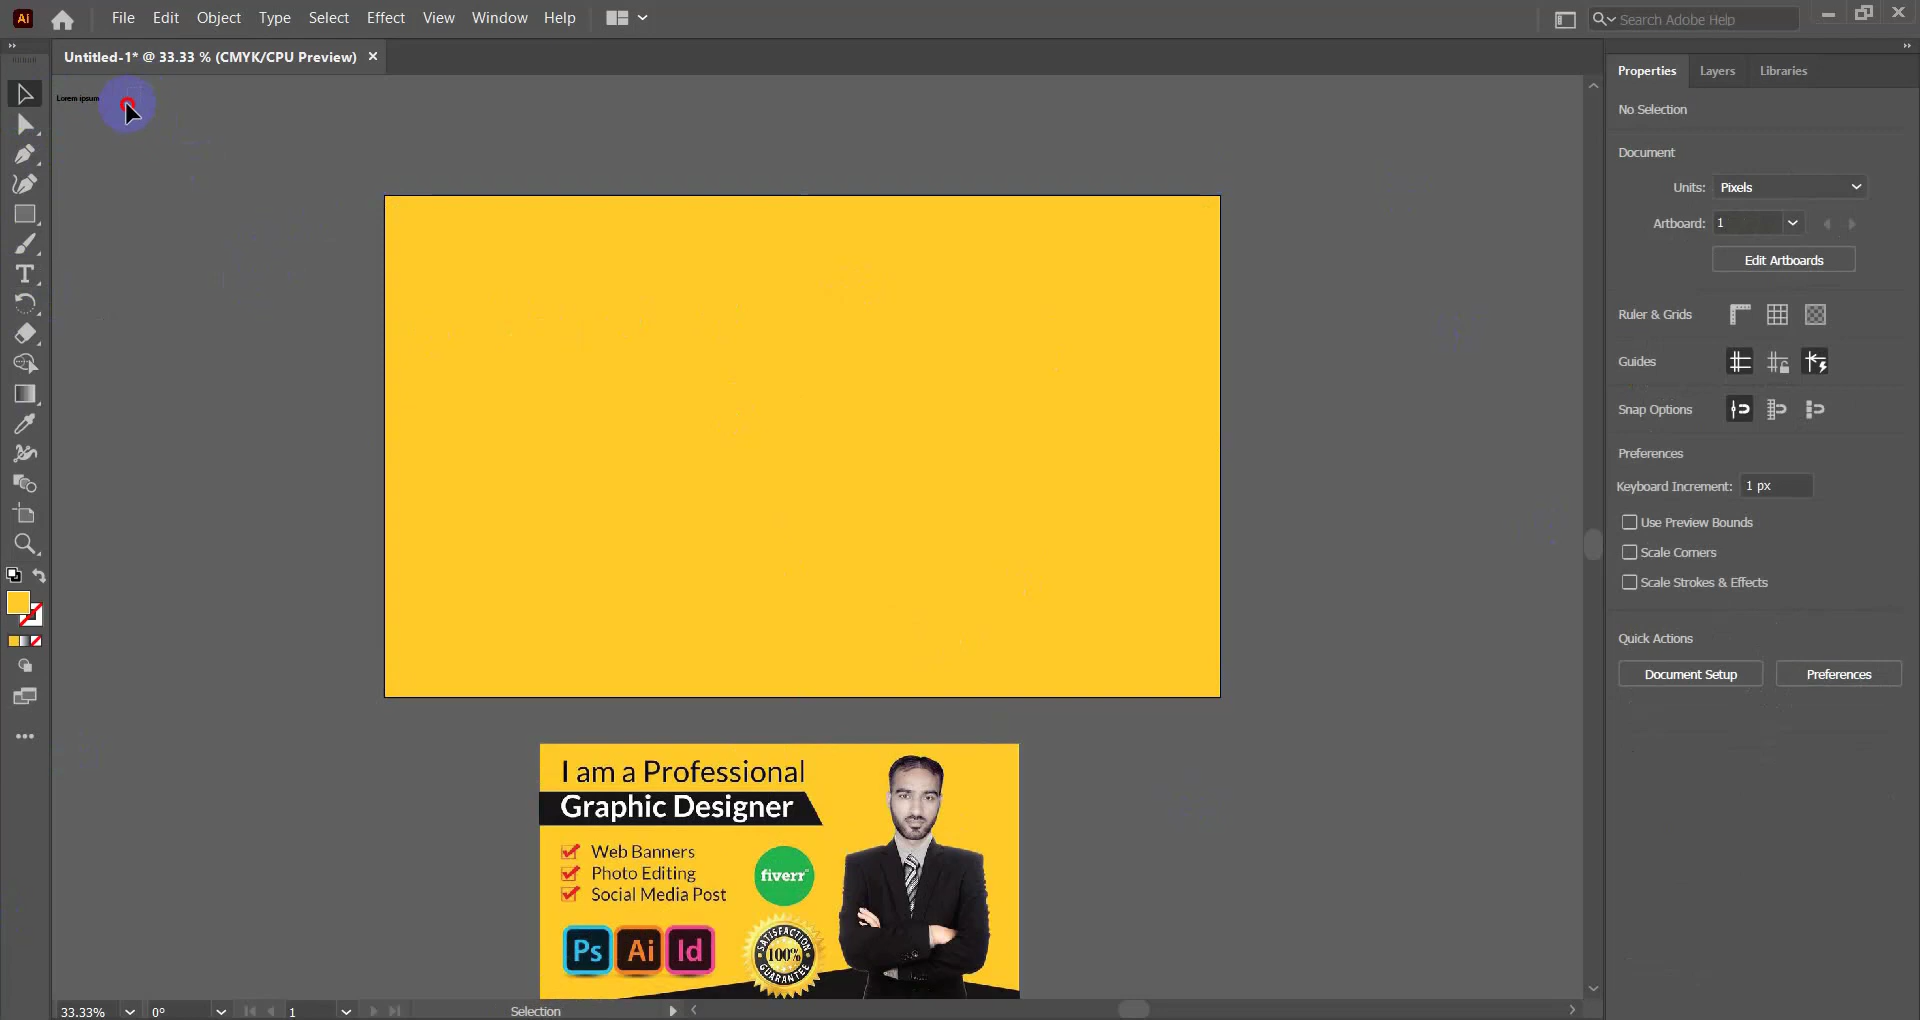 Ai
File Edit Object Type Select Effect View Window Help
Search Adobe Help
Untitled-1* @ 33.33 % (CMYK/CPU Preview)
Lorem ipsum
Properties Layers Libraries
No Selection
Document
Units: Pixels
Artboard: 1
Edit Artboards
Ruler & Grids
Guides
Snap Options
Preferences
Keyboard Increment: 1 px
Use Preview Bounds
Scale Corners
Scale Strokes & Effects
Quick Actions
Document Setup Preferences
I am a Professional
Graphic Designer
Web Banners
Photo Editing
Social Media Post
fiverr
Ps Ai Id
SATISFACTION
100%
GUARANTEE
33.33% 0° 1 Selection